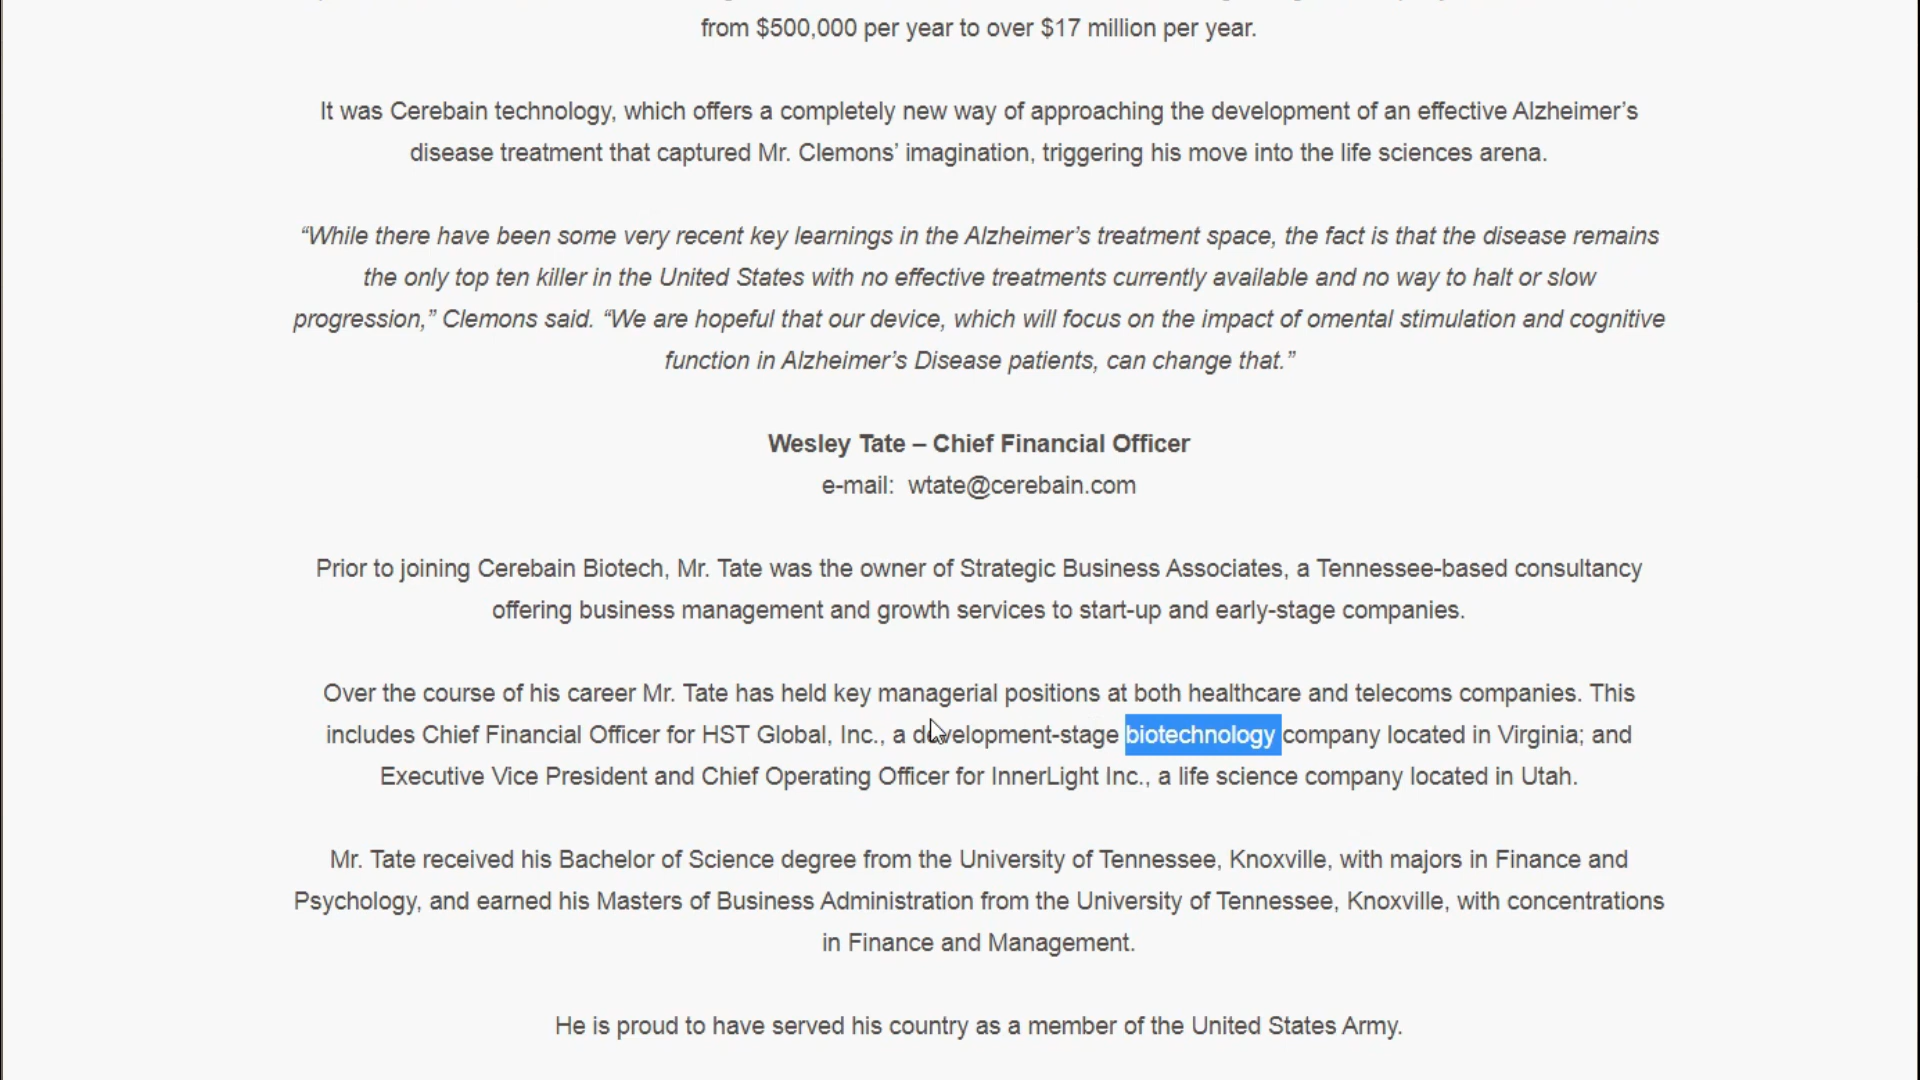 from $500,000 per year to over $17 million per year.
It was Cerebain technology, which offers a completely new way of approaching the development of an effective Alzheimer’s
disease treatment that captured Mr. Clemons’ imagination, triggering his move into the life sciences arena.
“While there have been some very recent key learnings in the Alzheimer’s treatment space, the fact is that the disease remains
the only top ten killer in the United States with no effective treatments currently available and no way to halt or slow
progression,” Clemons said. “We are hopeful that our device, which will focus on the impact of omental stimulation and cognitive
function in Alzheimer’s Disease patients, can change that.”
Wesley Tate – Chief Financial Officer
e-mail:  wtate@cerebain.com
Prior to joining Cerebain Biotech, Mr. Tate was the owner of Strategic Business Associates, a Tennessee-based consultancy
offering business management and growth services to start-up and early-stage companies.
Over the course of his career Mr. Tate has held key managerial positions at both healthcare and telecoms companies. This
includes Chief Financial Officer for HST Global, Inc., a development-stage biotechnology company located in Virginia; and
Executive Vice President and Chief Operating Officer for InnerLight Inc., a life science company located in Utah.
Mr. Tate received his Bachelor of Science degree from the University of Tennessee, Knoxville, with majors in Finance and
Psychology, and earned his Masters of Business Administration from the University of Tennessee, Knoxville, with concentrations
in Finance and Management.
He is proud to have served his country as a member of the United States Army.